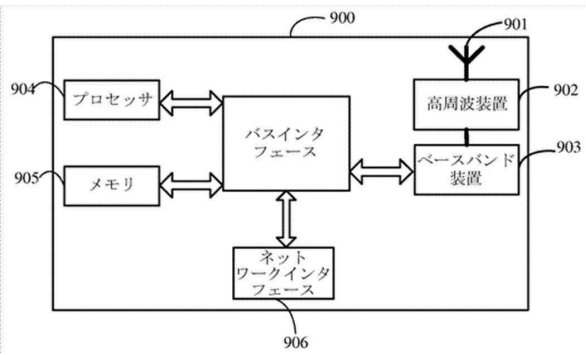 900
901
904
プロセッサ
高周波装置
902
バスインタ
フェース
903
ベースバンド
装置
905
メモリ
ネット
ワークインタ
フェース
906